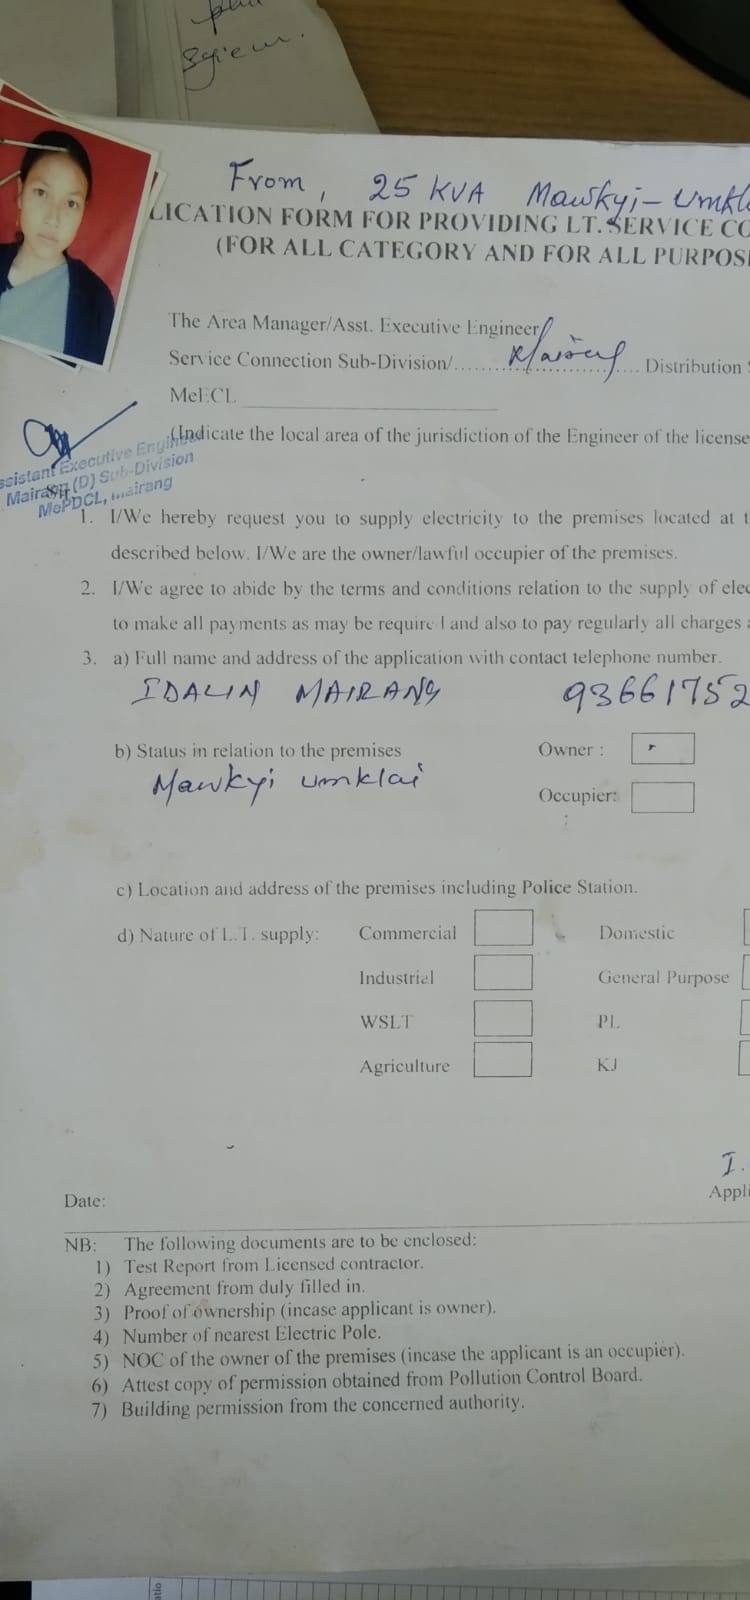 From, 25 KVA Mawkyi-Umkla
LICATION FORM FOR PROVIDING LT. SERVICE CO
(FOR ALL CATEGORY AND FOR ALL PURPOS
The Area Manager/Asst. Executive Engineer
Service Connection Sub-Division/.......Mairang....... Distribution
MeECL
(Indicate the local area of the jurisdiction of the Engineer of the license
ssistant Executive Engineer
Mairang (D) Sub-Division
MePDCL, Mairang
Sir
1. I/We hereby request you to supply electricity to the premises located at t
described below. I/We are the owner/lawful occupier of the premises.
2. I/We agree to abide by the terms and conditions relation to the supply of elec
to make all payments as may be require l and also to pay regularly all charges a
3. a) Full name and address of the application with contact telephone number.
IDALIN MAIRANG 93661752
b) Status in relation to the premises Owner :
Mawkyi umklai
Occupier:
c) Location and address of the premises including Police Station.
d) Nature of L.T. supply: Commercial Domestic
Industrial General Purpose
WSLT PL
Agriculture KJ
I.
Date: Appli
NB: The following documents are to be enclosed:
1) Test Report from Licensed contractor.
2) Agreement from duly filled in.
3) Proof of ownership (incase applicant is owner).
4) Number of nearest Electric Pole.
5) NOC of the owner of the premises (incase the applicant is an occupier).
6) Attest copy of permission obtained from Pollution Control Board.
7) Building permission from the concerned authority.